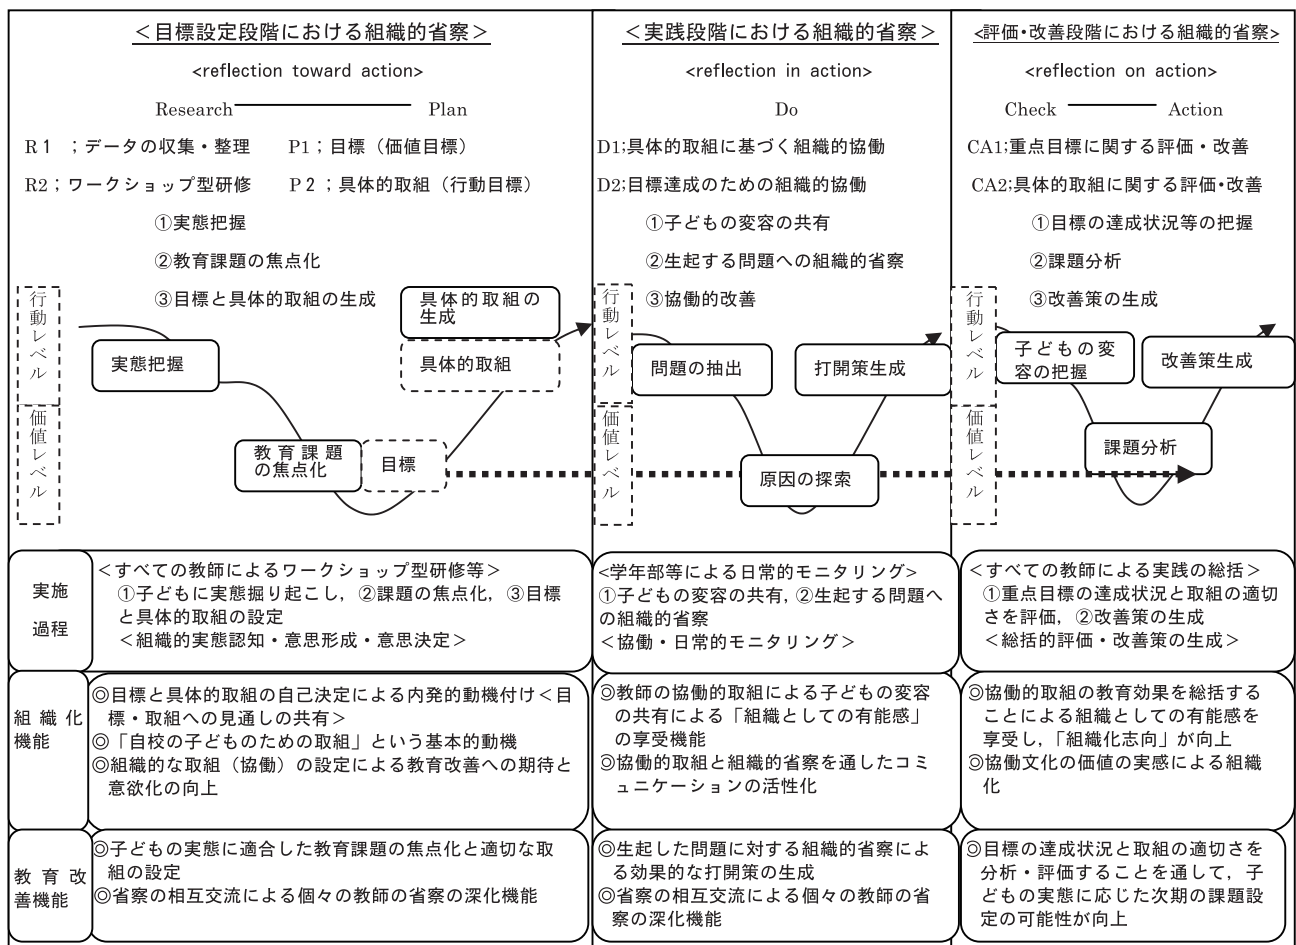 ＜目標設定段階における組織的省察＞
<reflection toward action>
Research Plan
R１；データの収集・整理 P1；目標（価値目標）
R2；ワークショップ型研修 P２；具体的取組（行動目標）
①実態把握
②教育課題の焦点化
③目標と具体的取組の生成
行動レベル
価値レベル
実態把握
教育課題
の焦点化
目標
具体的取組の
生成
具体的取組
＜実践段階における組織的省察＞
<reflection in action>
Do
D1;具体的取組に基づく組織的協働
D2;目標達成のための組織的協働
①子どもの変容の共有
②生起する問題への組織的省察
③協働的改善
行動レベル
価値レベル
問題の抽出
原因の探索
打開策生成
<評価・改善段階における組織的省察>
<reflection on action>
Check Action
CA1;重点目標に関する評価・改善
CA2;具体的取組に関する評価・改善
①目標の達成状況等の把握
②課題分析
③改善策の生成
行動レベル
価値レベル
子どもの変
容の把握
課題分析
改善策生成
実施
過程
＜すべての教師によるワークショップ型研修等＞
①子どもに実態掘り起こし，②課題の焦点化，③目標
と具体的取組の設定
＜組織的実態認知・意思形成・意思決定＞
<学年部等による日常的モニタリング>
①子どもの変容の共有，②生起する問題へ
の組織的省察
＜協働・日常的モニタリング＞
＜すべての教師による実践の総括＞
①重点目標の達成状況と取組の適切
さを評価，②改善策の生成
＜総括的評価・改善策の生成＞
組織化
機能
◎目標と具体的取組の自己決定による内発的動機付け＜目
標・取組への見通しの共有＞
◎「自校の子どものための取組」という基本的動機
◎組織的な取組（協働）の設定による教育改善への期待と
意欲化の向上
◎教師の協働的取組による子どもの変容
の共有による「組織としての有能感」
の享受機能
◎協働的取組と組織的省察を通したコミ
ュニケーションの活性化
◎協働的取組の教育効果を総括する
ことによる組織としての有能感を
享受し，「組織化志向」が向上
◎協働文化の価値の実感による組織
化
教育改
善機能
◎子どもの実態に適合した教育課題の焦点化と適切な取
組の設定
◎省察の相互交流による個々の教師の省察の深化機能
◎生起した問題に対する組織的省察によ
る効果的な打開策の生成
◎省察の相互交流による個々の教師の省
察の深化機能
◎目標の達成状況と取組の適切さを
分析・評価することを通して，子
どもの実態に応じた次期の課題設
定の可能性が向上